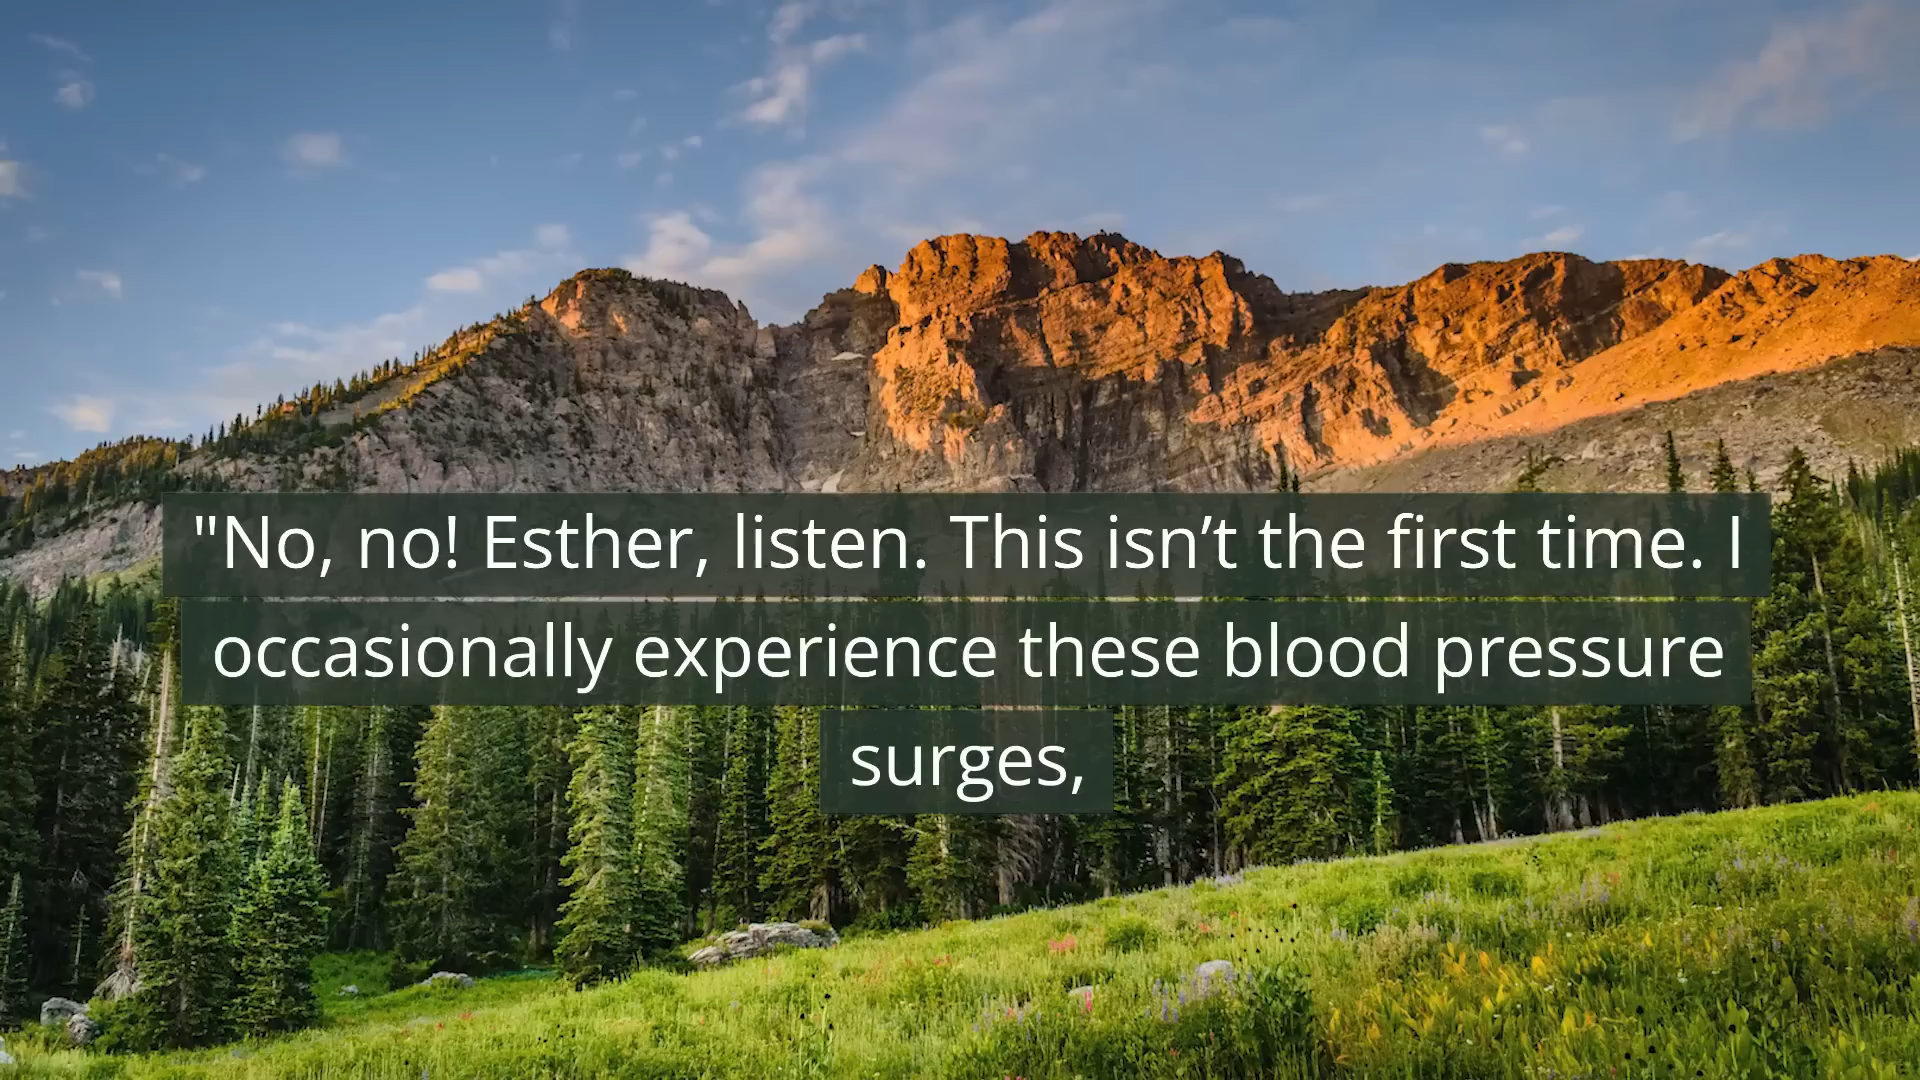 "No, no! Esther, listen. This isn’t the first time. I
occasionally experience these blood pressure
surges,